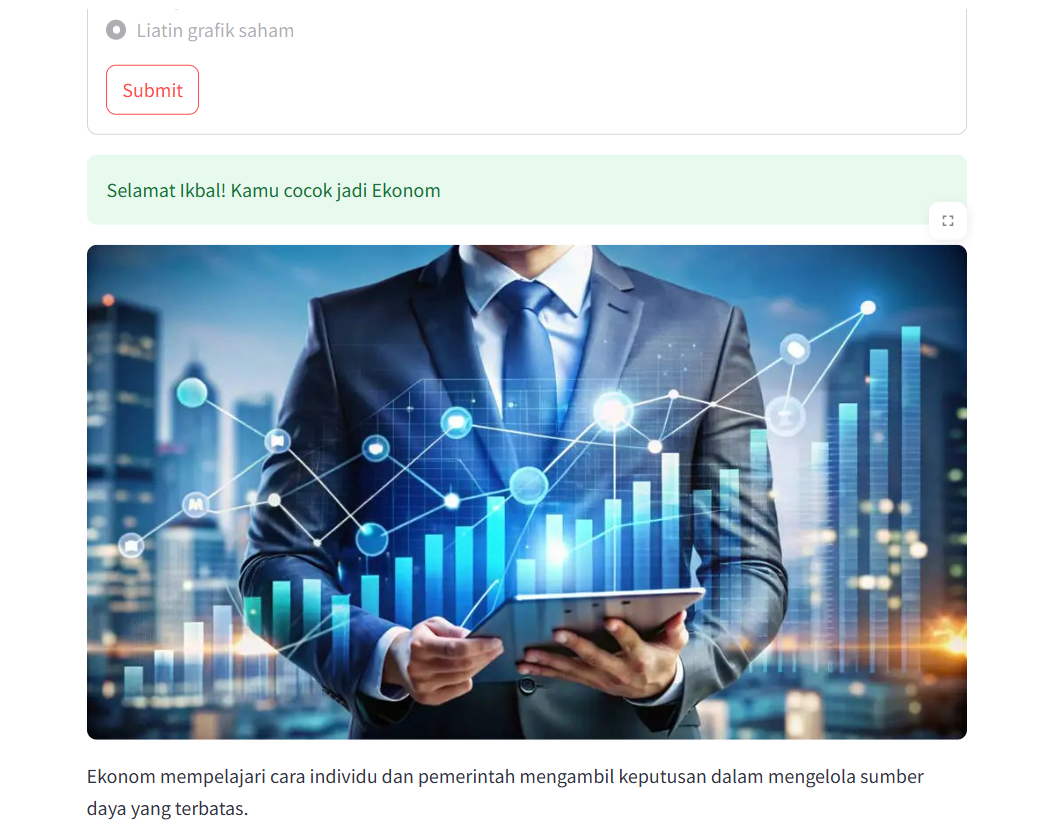 Liatin grafik saham
Submit
Selamat Ikbal! Kamu cocok jadi Ekonom
Ekonom mempelajari cara individu dan pemerintah mengambil keputusan dalam mengelola sumber
daya yang terbatas.